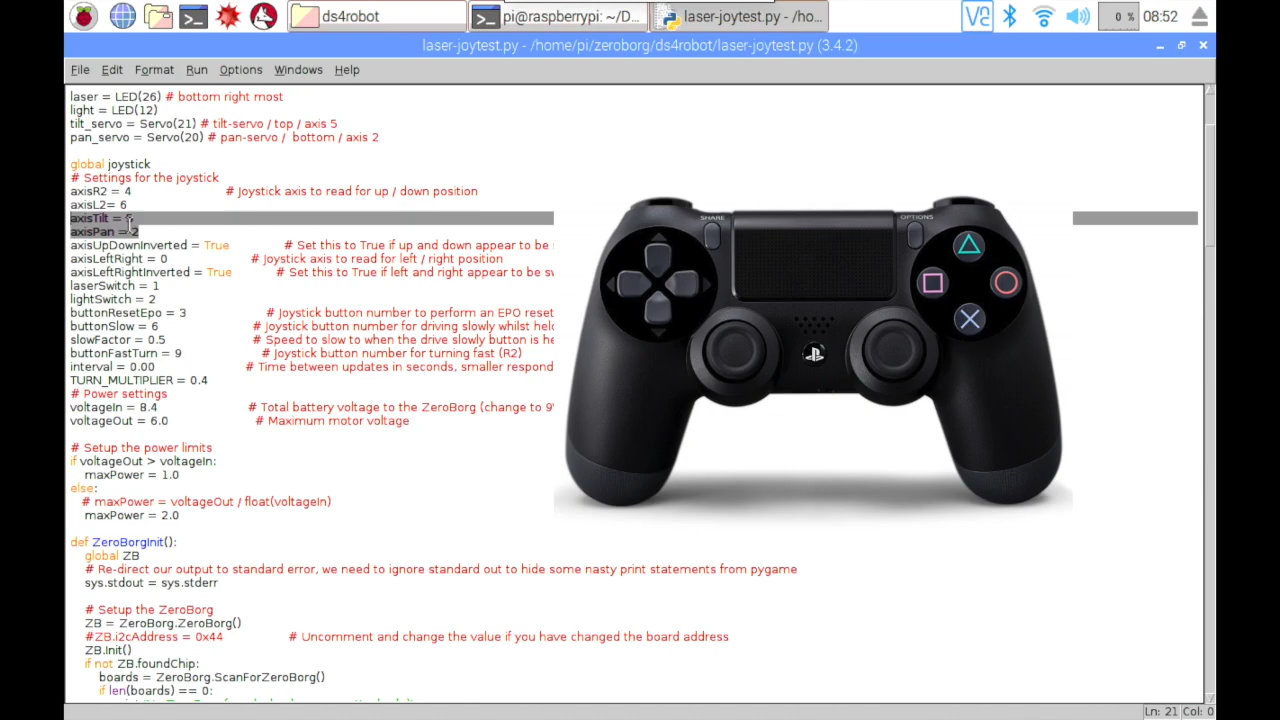 ds4robot
pi@raspberrypi: ~/D...
laser-joytest.py - /ho...
0 %
08:52
laser-joytest.py - /home/pi/zeroborg/ds4robot/laser-joytest.py (3.4.2)
File Edit Format Run Options Windows Help
laser = LED(26) # bottom right most
light = LED(12)
tilt_servo = Servo(21) # tilt-servo / top / axis 5
pan_servo = Servo(20) # pan-servo / bottom / axis 2
global joystick
# Settings for the joystick
axisR2 = 4 # Joystick axis to read for up / down position
axisL2= 6
axisTilt = 5
axisPan = 2
axisUpDownInverted = True # Set this to True if up and down appear to be
axisLeftRight = 0 # Joystick axis to read for left / right position
axisLeftRightInverted = True # Set this to True if left and right appear to be sw
laserSwitch = 1
lightSwitch = 2
buttonResetEpo = 3 # Joystick button number to perform an EPO reset
buttonSlow = 6 # Joystick button number for driving slowly whilst held
slowFactor = 0.5 # Speed to slow to when the drive slowly button is he
buttonFastTurn = 9 # Joystick button number for turning fast (R2)
interval = 0.00 # Time between updates in seconds, smaller respond
TURN_MULTIPLIER = 0.4
# Power settings
voltageIn = 8.4 # Total battery voltage to the ZeroBorg (change to 9V
voltageOut = 6.0 # Maximum motor voltage
# Setup the power limits
if voltageOut > voltageIn:
maxPower = 1.0
else:
# maxPower = voltageOut / float(voltageIn)
maxPower = 2.0
def ZeroBorgInit():
global ZB
# Re-direct our output to standard error, we need to ignore standard out to hide some nasty print statements from pygame
sys.stdout = sys.stderr
# Setup the ZeroBorg
ZB = ZeroBorg.ZeroBorg()
#ZB.i2cAddress = 0x44 # Uncomment and change the value if you have changed the board address
ZB.Init()
if not ZB.foundChip:
boards = ZeroBorg.ScanForZeroBorg()
if len(boards) == 0:
SHARE
OPTIONS
Ln: 21 Col: 0